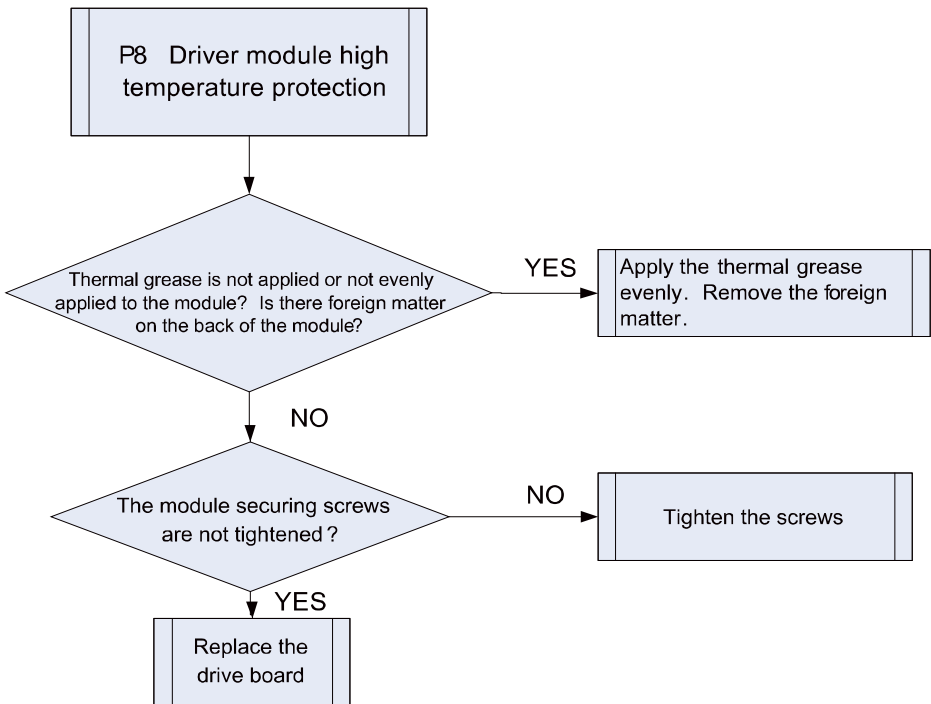 P8 Driver module high
temperature protection
Thermal grease is not applied or not evenly
applied to the module? Is there foreign matter
on the back of the module?
YES
Apply the thermal grease
evenly. Remove the foreign
matter.
NO
The module securing screws
are not tightened?
NO
Tighten the screws
YES
Replace the
drive board